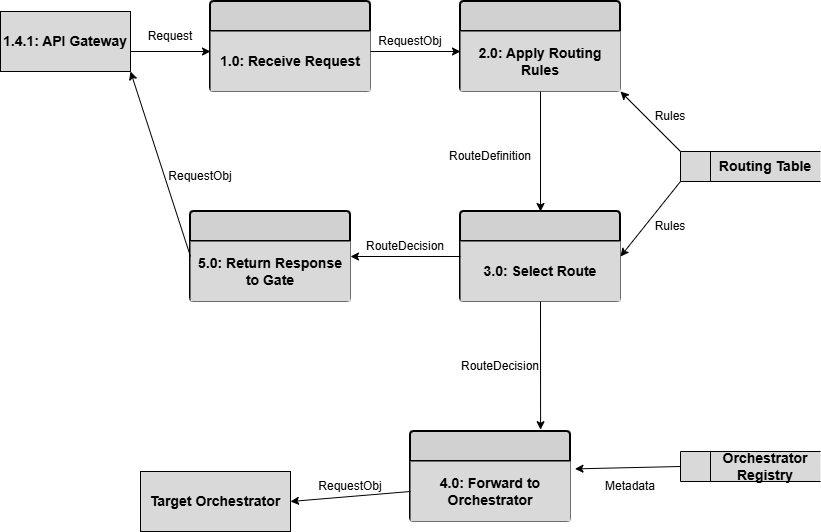 1.4.1: API Gateway
Request
1.0: Receive Request
RequestObj
2.0: Apply Routing
Rules
Rules
RouteDefinition
Routing Table
RequestObj
Rules
5.0: Return Response
to Gate
RouteDecision
3.0: Select Route
RouteDecision
Orchestrator
Registry
Metadata
4.0: Forward to
Orchestrator
RequestObj
Target Orchestrator